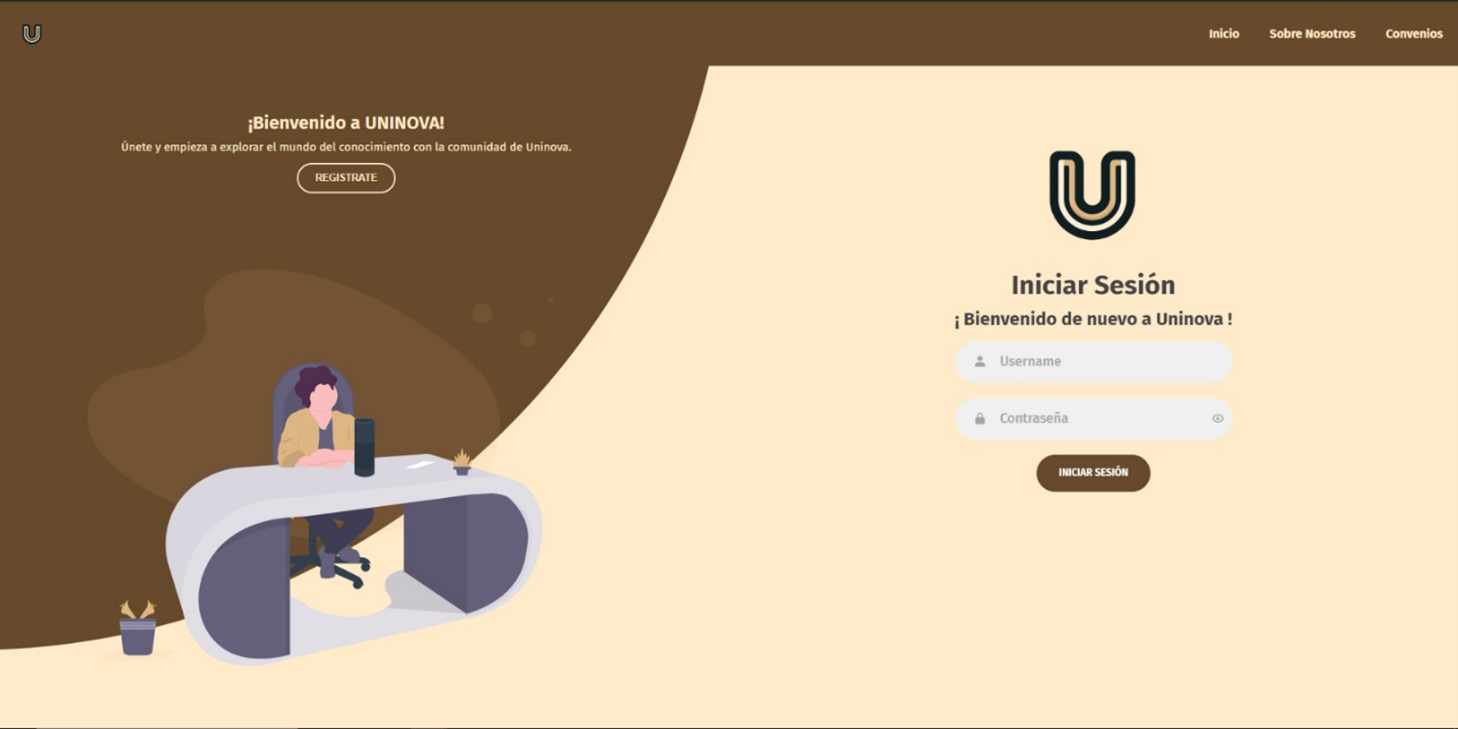 U
Inicio Sobre Nosotros Convenios
¡Bienvenido a UNINOVA!
Únete y empieza a explorar el mundo del conocimiento con la comunidad de Uninova.
REGISTRATE
U
Iniciar Sesión
¡ Bienvenido de nuevo a Uninova !
Username
Contraseña
INICIAR SESIÓN